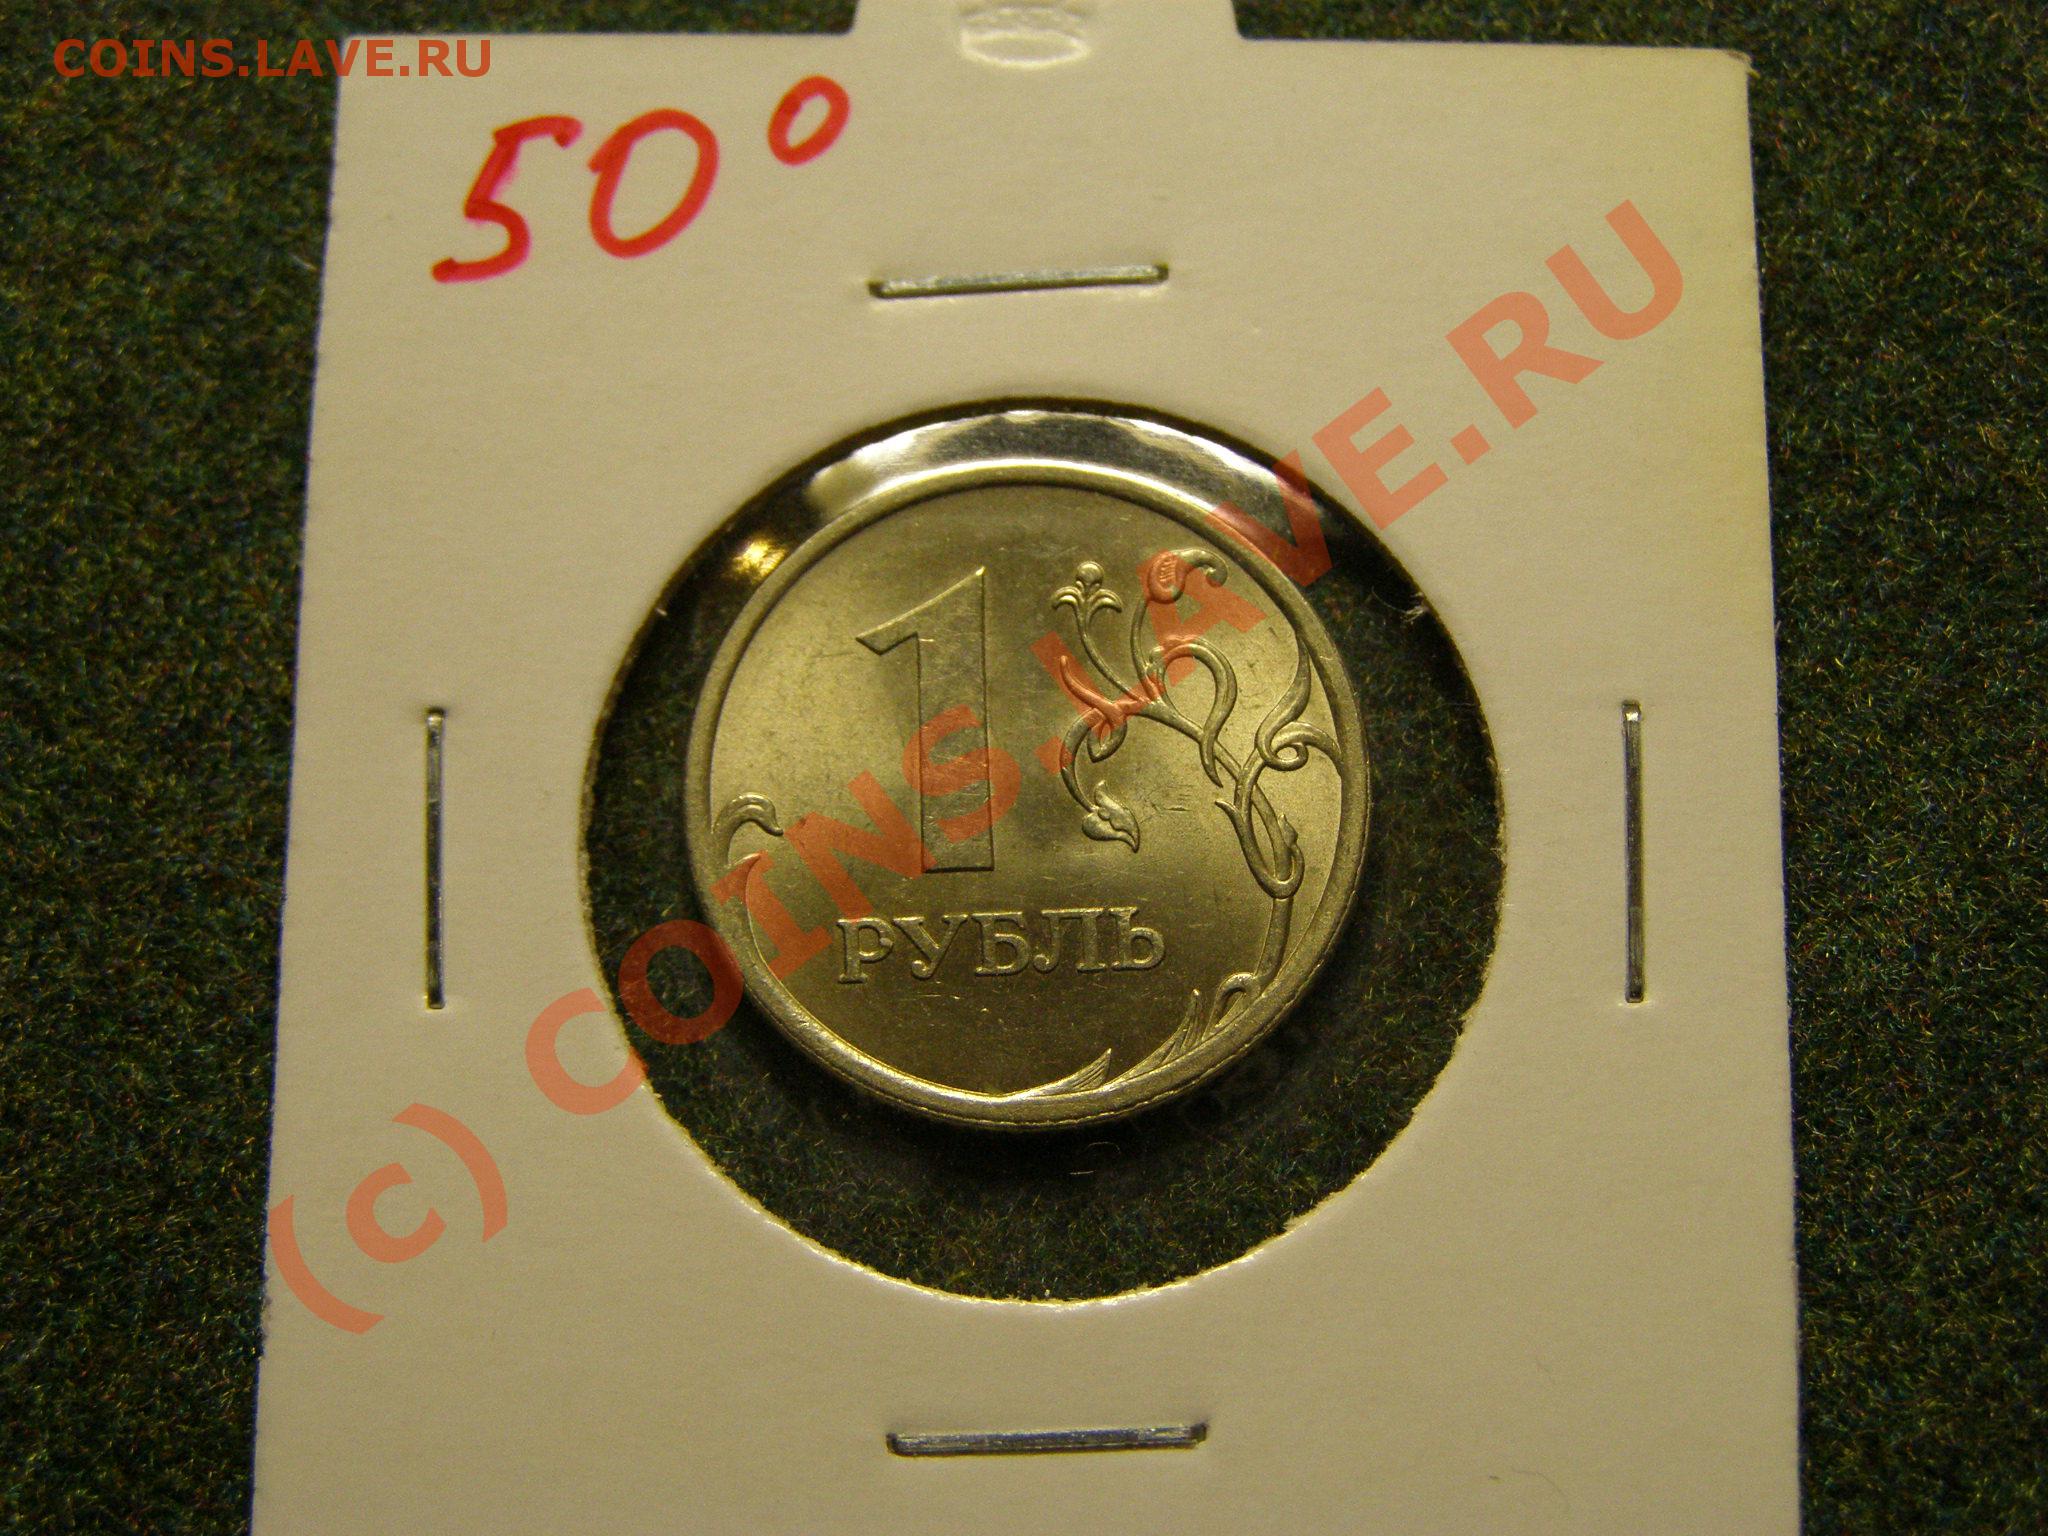 COINS.LAVE.RU
50°
1
РУБЛЬ
(c) COINS.LAVE.RU